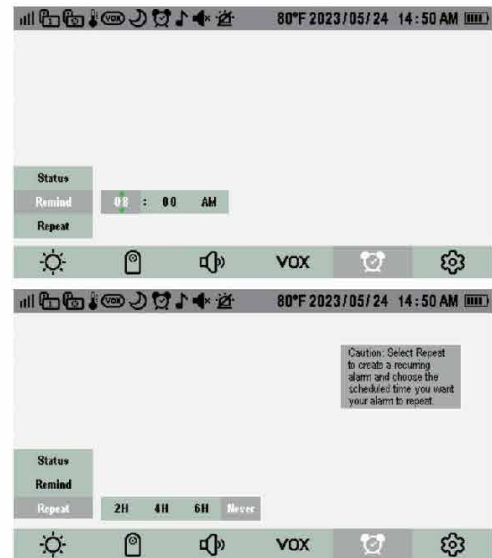 VOX 80°F 2023/05/24 14:50 AM
Status
Remind 08 : 00 AM
Repeat
VOX
VOX 80°F 2023/05/24 14:50 AM
Caution: Select Repeat
to create a recurring
alarm and choose the
scheduled time you want
your alarm to repeat.
Status
Remind
Repeat 2H 4H 6H Never
VOX